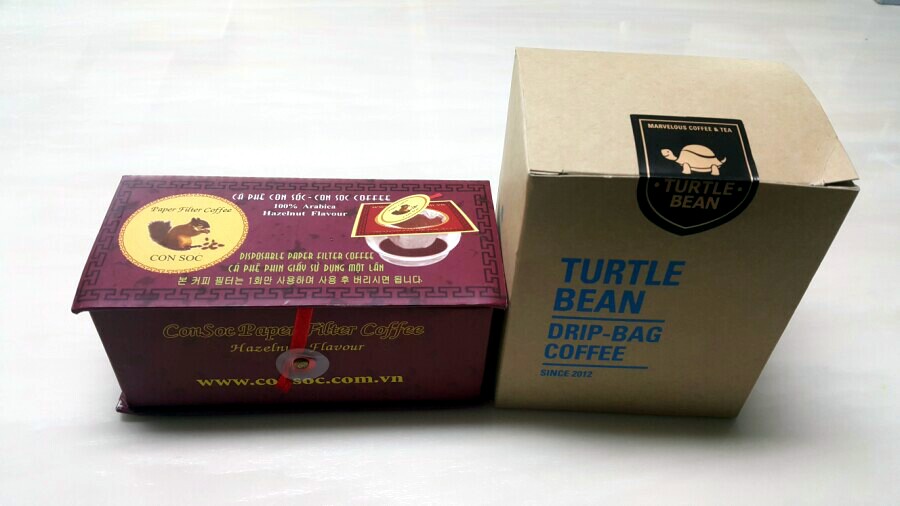 CÀ PHÊ CON SÓC - CON SOC COFFEE
100% Arabica
Hazelnut Flavour
Paper Filter Coffee
CON SOC
DISPOSABLE PAPER FILTER COFFEE
CÀ PHÊ PHIN GIẤY SỬ DỤNG MỘT LẦN
본 커피 필터는 1회만 사용하며 사용 후 버리시면 됩니다.
ConSoc Paper Filter Coffee
Hazelnut Flavour
www.consoc.com.vn
MARVELOUS COFFEE & TEA
TURTLE
BEAN
TURTLE
BEAN
DRIP-BAG
COFFEE
SINCE 2012